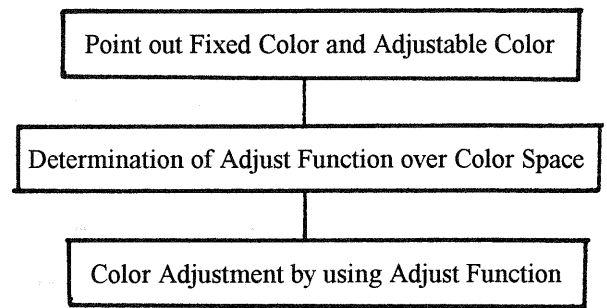 Point out Fixed Color and Adjustable Color
Determination of Adjust Function over Color Space
Color Adjustment by using Adjust Function